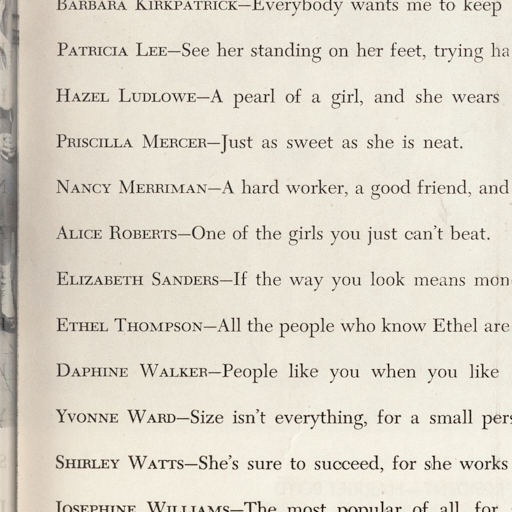 BARBARA KIRKPATRICK—Everybody wants me to keep
PATRICIA LEE—See her standing on her feet, trying ha
HAZEL LUDLOWE—A pearl of a girl, and she wears
PRISCILLA MERCER—Just as sweet as she is neat.
NANCY MERRIMAN—A hard worker, a good friend, and
ALICE ROBERTS—One of the girls you just can't beat.
ELIZABETH SANDERS—If the way you look means mon
ETHEL THOMPSON—All the people who know Ethel are
DAPHNE WALKER—People like you when you like
YVONNE WARD—Size isn't everything, for a small pers
SHIRLEY WATTS—She's sure to succeed, for she works
JOSEPHINE WILLIAMS—The most popular of all, for